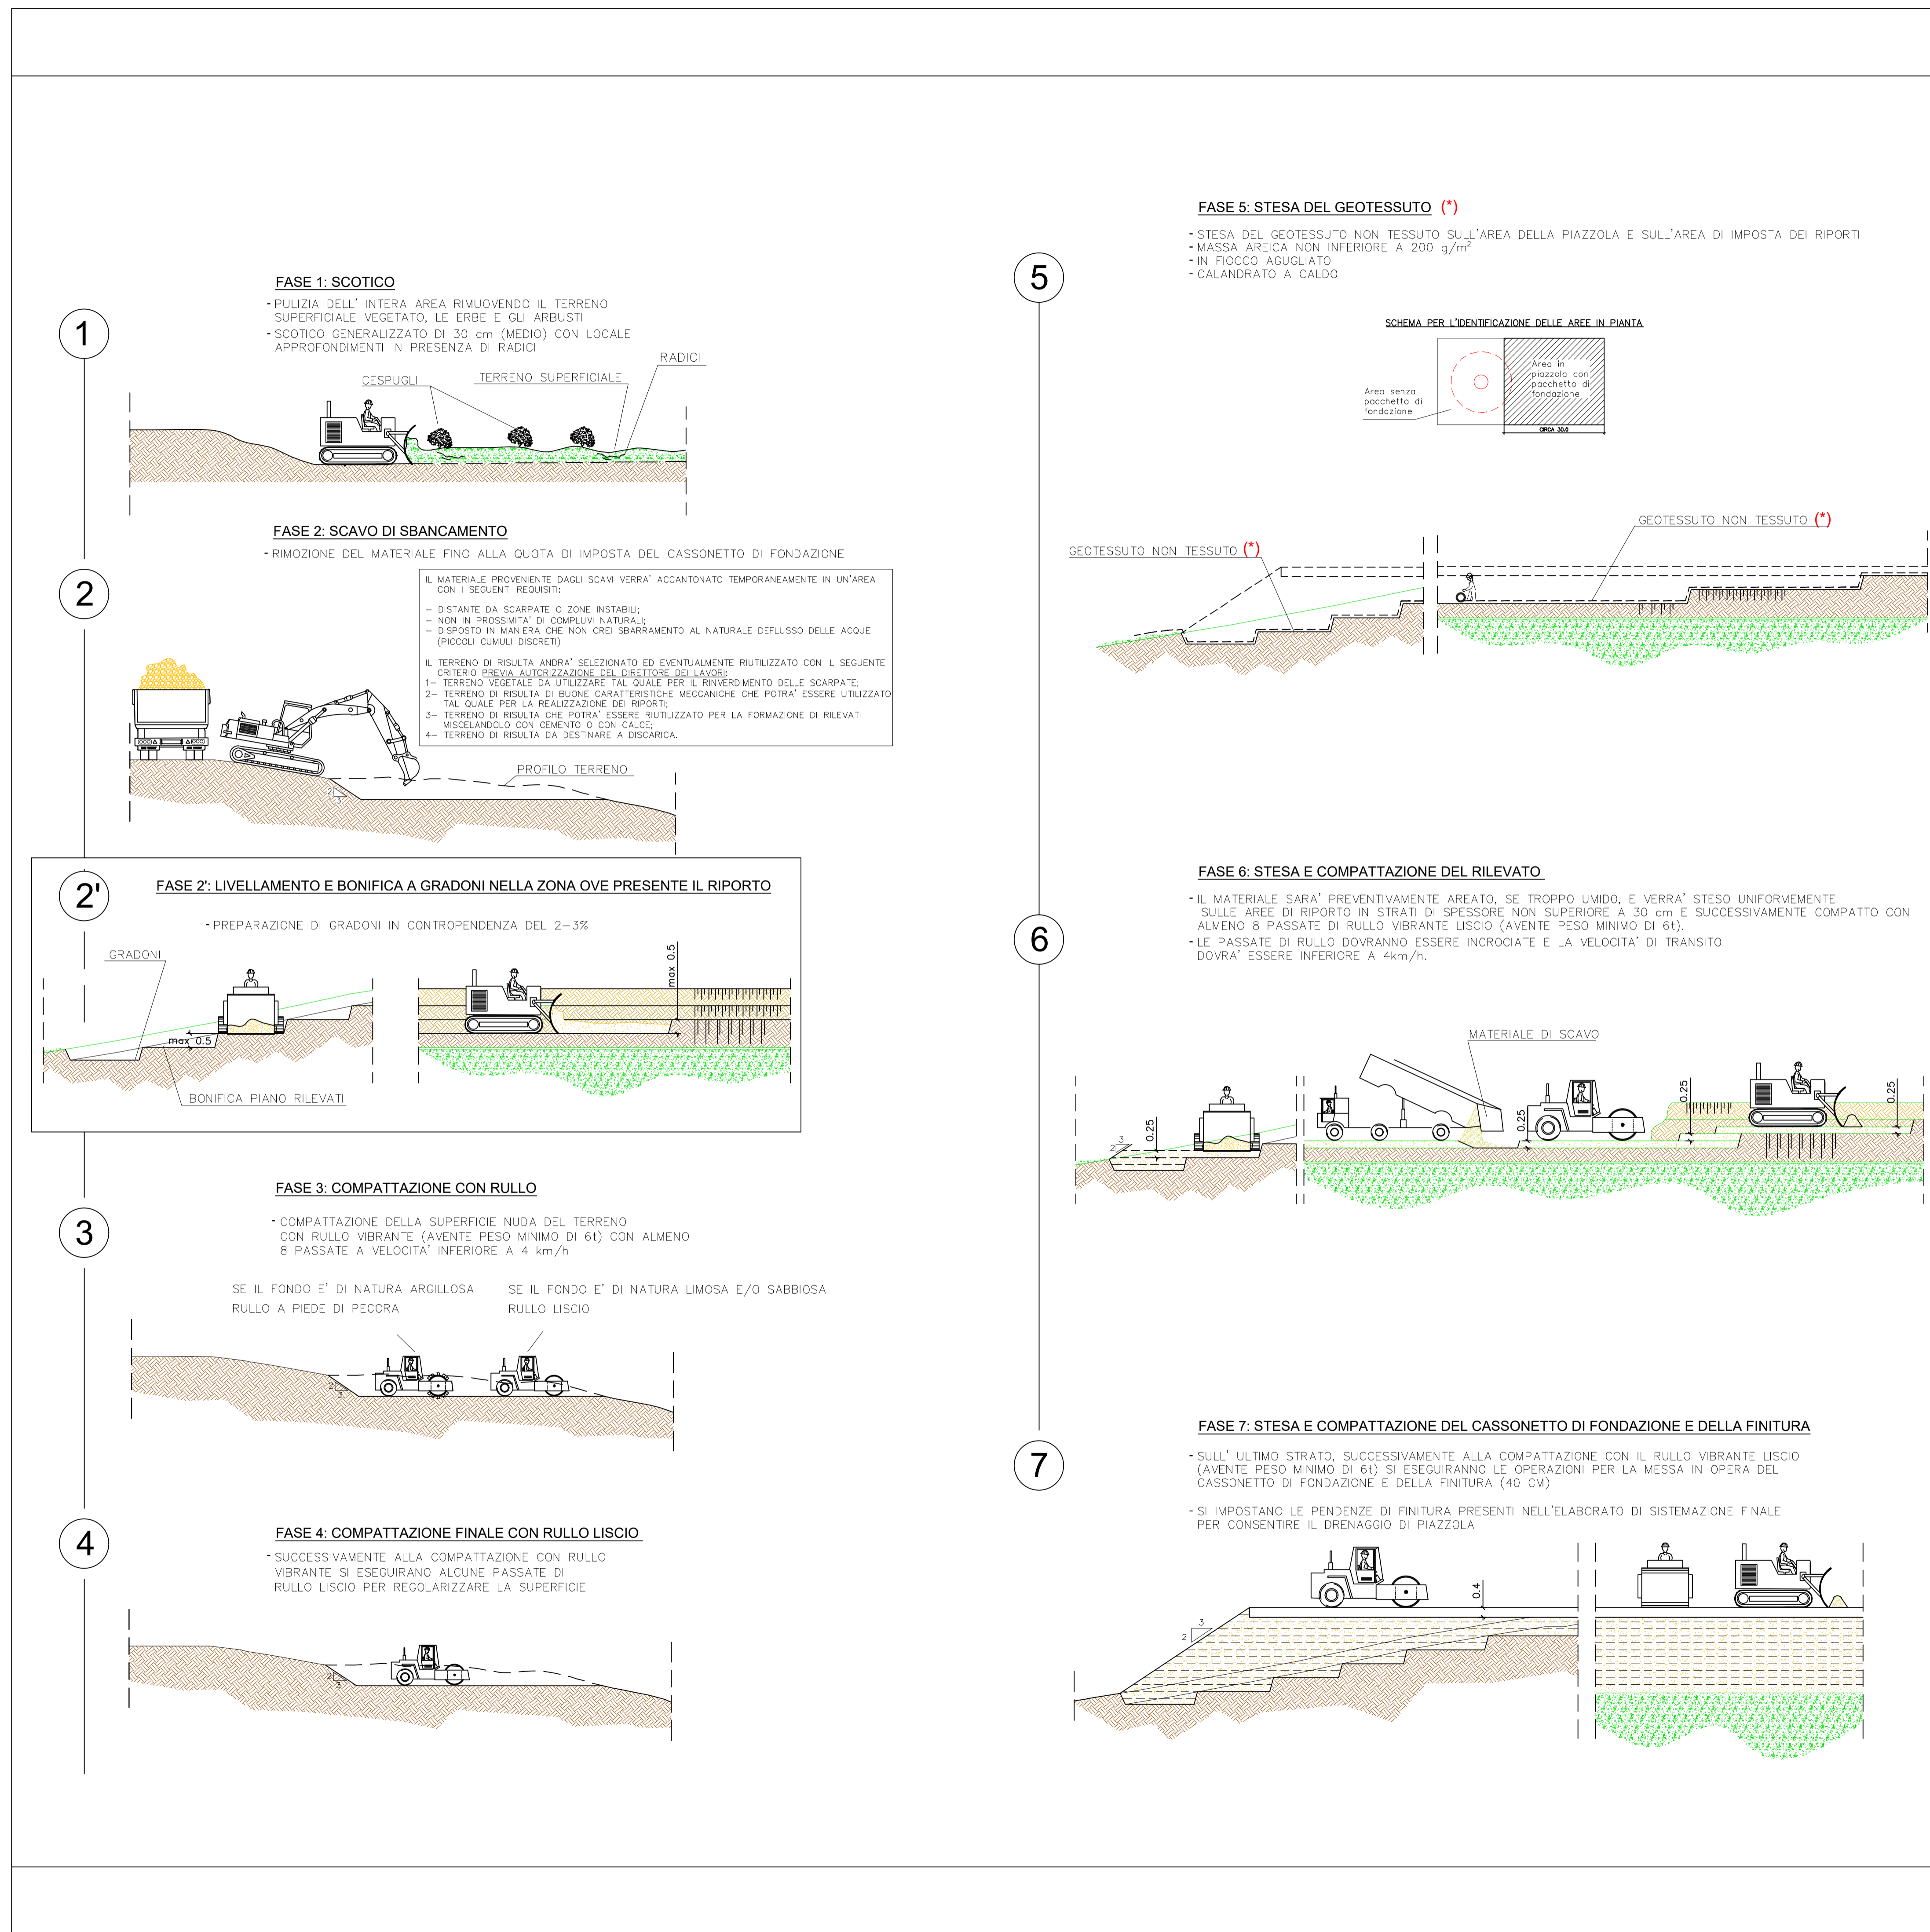 1
FASE 1: SCOTICO
- PULIZIA DELL' INTERA AREA RIMUOVENDO IL TERRENO
SUPERFICIALE VEGETATO, LE ERBE E GLI ARBUSTI
- SCOTICO GENERALIZZATO DI 30 cm (MEDIO) CON LOCALE
APPROFONDIMENTI IN PRESENZA DI RADICI
RADICI
CESPUGLI
TERRENO SUPERFICIALE
2
FASE 2: SCAVO DI SBANCAMENTO
- RIMOZIONE DEL MATERIALE FINO ALLA QUOTA DI IMPOSTA DEL CASSONETTO DI FONDAZIONE
IL MATERIALE PROVENIENTE DAGLI SCAVI VERRA' ACCANTONATO TEMPORANEAMENTE IN UN'AREA
CON I SEGUENTI REQUISITI:
– DISTANTE DA SCARPATE O ZONE INSTABILI;
– NON IN PROSSIMITA' DI COMPLUVI NATURALI;
– DISPOSTO IN MANIERA CHE NON CREI SBARRAMENTO AL NATURALE DEFLUSSO DELLE ACQUE
(PICCOLI CUMULI DISCRETI)
IL TERRENO DI RISULTA ANDRA' SELEZIONATO ED EVENTUALMENTE RIUTILIZZATO CON IL SEGUENTE
CRITERIO PREVIA AUTORIZZAZIONE DEL DIRETTORE DEI LAVORI:
1– TERRENO VEGETALE DA UTILIZZARE TAL QUALE PER IL RINVERDIMENTO DELLE SCARPATE;
2– TERRENO DI RISULTA DI BUONE CARATTERISTICHE MECCANICHE CHE POTRA' ESSERE UTILIZZATO
TAL QUALE PER LA REALIZZAZIONE DEI RIPORTI;
3– TERRENO DI RISULTA CHE POTRA' ESSERE RIUTILIZZATO PER LA FORMAZIONE DI RILEVATI
MISCELANDOLO CON CEMENTO O CON CALCE;
4– TERRENO DI RISULTA DA DESTINARE A DISCARICA.
PROFILO TERRENO
2
3
2'
FASE 2': LIVELLAMENTO E BONIFICA A GRADONI NELLA ZONA OVE PRESENTE IL RIPORTO
- PREPARAZIONE DI GRADONI IN CONTROPENDENZA DEL 2–3%
GRADONI
max 0.5
max 0.5
BONIFICA PIANO RILEVATI
3
FASE 3: COMPATTAZIONE CON RULLO
- COMPATTAZIONE DELLA SUPERFICIE NUDA DEL TERRENO
CON RULLO VIBRANTE (AVENTE PESO MINIMO DI 6t) CON ALMENO
8 PASSATE A VELOCITA' INFERIORE A 4 km/h
SE IL FONDO E' DI NATURA ARGILLOSA
RULLO A PIEDE DI PECORA
SE IL FONDO E' DI NATURA LIMOSA E/O SABBIOSA
RULLO LISCIO
2
3
4
FASE 4: COMPATTAZIONE FINALE CON RULLO LISCIO
- SUCCESSIVAMENTE ALLA COMPATTAZIONE CON RULLO
VIBRANTE SI ESEGUIRANO ALCUNE PASSATE DI
RULLO LISCIO PER REGOLARIZZARE LA SUPERFICIE
2
3
5
FASE 5: STESA DEL GEOTESSUTO (*)
- STESA DEL GEOTESSUTO NON TESSUTO SULL'AREA DELLA PIAZZOLA E SULL'AREA DI IMPOSTA DEI RIPORTI
- MASSA AREICA NON INFERIORE A 200 g/m²
- IN FIOCCO AGUGLIATO
- CALANDRATO A CALDO
SCHEMA PER L'IDENTIFICAZIONE DELLE AREE IN PIANTA
Area in
piazzola con
pacchetto di
fondazione
Area senza
pacchetto di
fondazione
CIRCA 30.0
GEOTESSUTO NON TESSUTO (*)
GEOTESSUTO NON TESSUTO (*)
6
FASE 6: STESA E COMPATTAZIONE DEL RILEVATO
- IL MATERIALE SARA' PREVENTIVAMENTE AREATO, SE TROPPO UMIDO, E VERRA' STESO UNIFORMEMENTE
SULLE AREE DI RIPORTO IN STRATI DI SPESSORE NON SUPERIORE A 30 cm E SUCCESSIVAMENTE COMPATTO CON
ALMENO 8 PASSATE DI RULLO VIBRANTE LISCIO (AVENTE PESO MINIMO DI 6t).
- LE PASSATE DI RULLO DOVRANNO ESSERE INCROCIATE E LA VELOCITA' DI TRANSITO
DOVRA' ESSERE INFERIORE A 4km/h.
MATERIALE DI SCAVO
3
2
0.25
0.25
0.25
0.25
7
FASE 7: STESA E COMPATTAZIONE DEL CASSONETTO DI FONDAZIONE E DELLA FINITURA
- SULL' ULTIMO STRATO, SUCCESSIVAMENTE ALLA COMPATTAZIONE CON IL RULLO VIBRANTE LISCIO
(AVENTE PESO MINIMO DI 6t) SI ESEGUIRANNO LE OPERAZIONI PER LA MESSA IN OPERA DEL
CASSONETTO DI FONDAZIONE E DELLA FINITURA (40 CM)
- SI IMPOSTANO LE PENDENZE DI FINITURA PRESENTI NELL'ELABORATO DI SISTEMAZIONE FINALE
PER CONSENTIRE IL DRENAGGIO DI PIAZZOLA
0.4
3
2